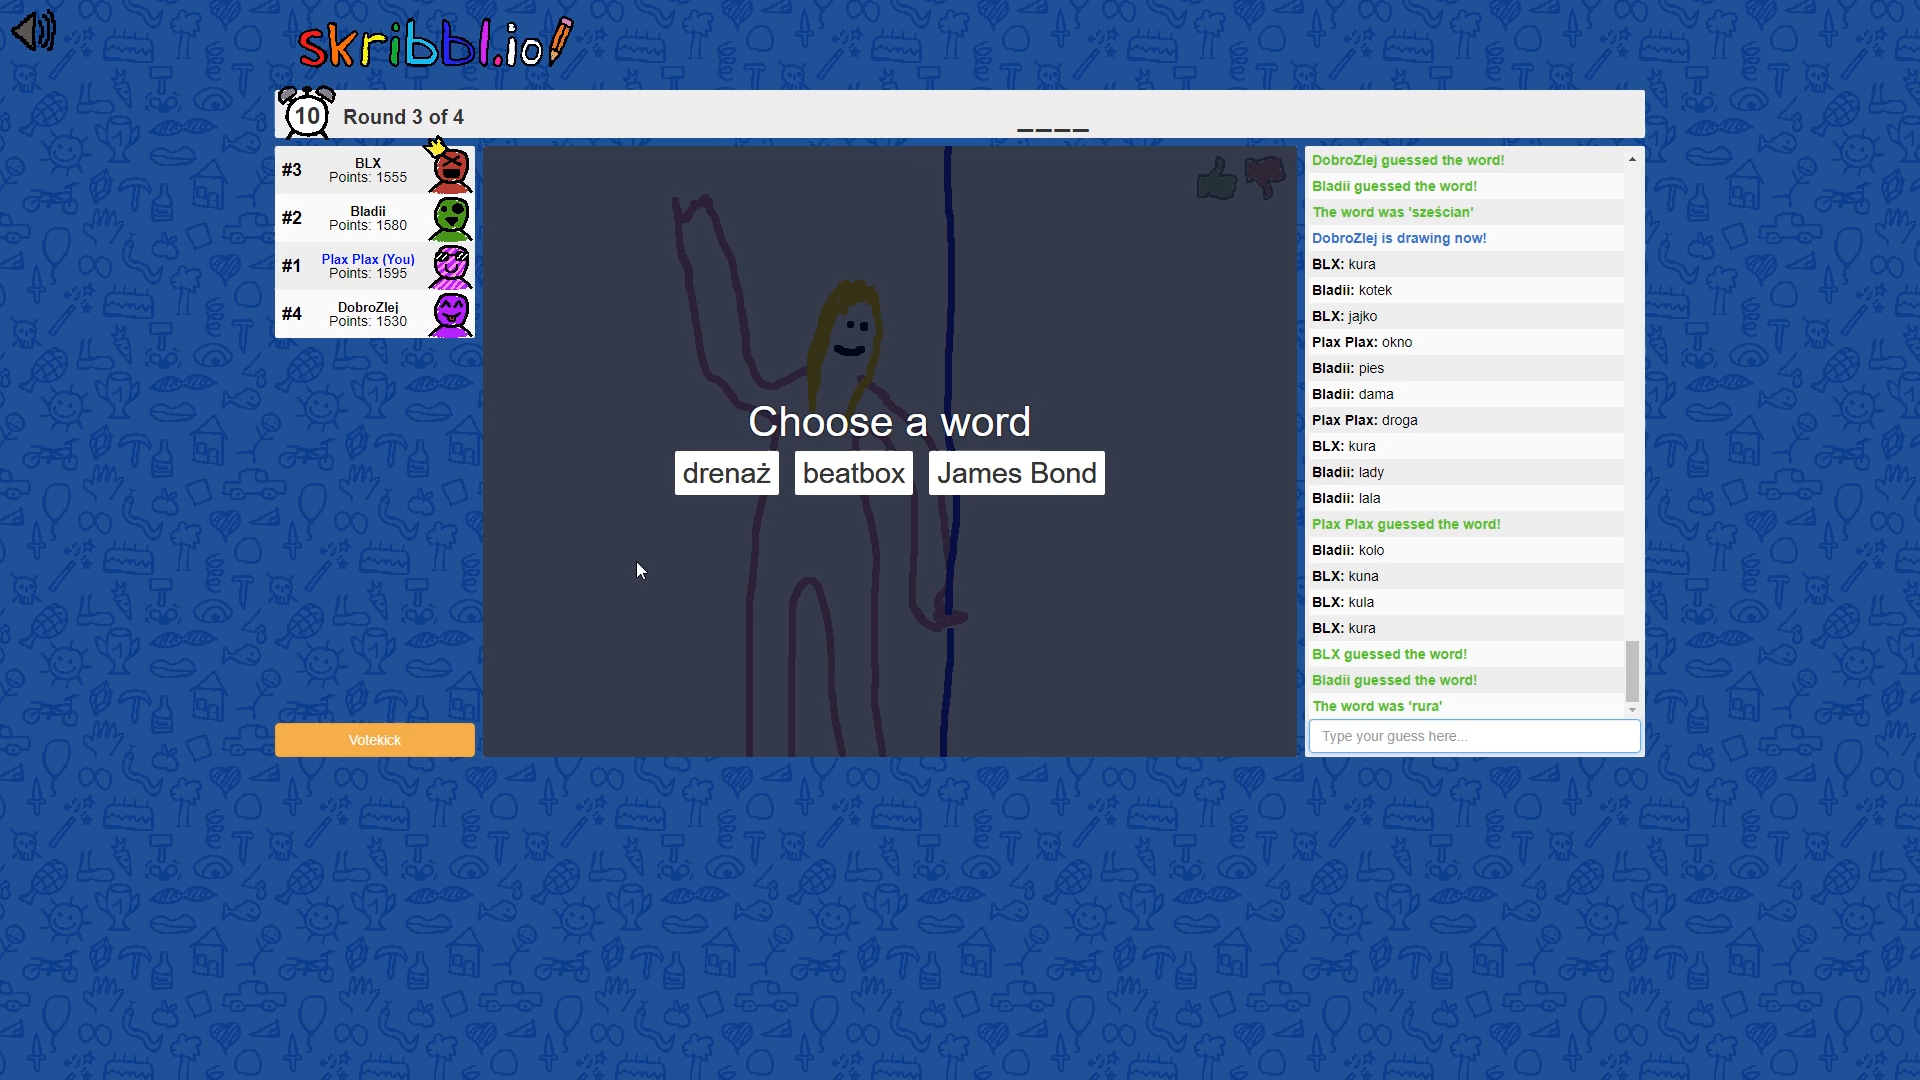 skribbl.io
10 Round 3 of 4
____
#3 BLX
Points: 1555
#2 Bladii
Points: 1580
#1 Plax Plax (You)
Points: 1595
#4 DobroZlej
Points: 1530
Votekick
Choose a word
drenaż beatbox James Bond
DobroZlej guessed the word!
Bladii guessed the word!
The word was 'sześcian'
DobroZlej is drawing now!
BLX: kura
Bladii: kotek
BLX: jajko
Plax Plax: okno
Bladii: pies
Bladii: dama
Plax Plax: droga
BLX: kura
Bladii: lady
Bladii: lala
Plax Plax guessed the word!
Bladii: kolo
BLX: kuna
BLX: kula
BLX: kura
BLX guessed the word!
Bladii guessed the word!
The word was 'rura'
Type your guess here...